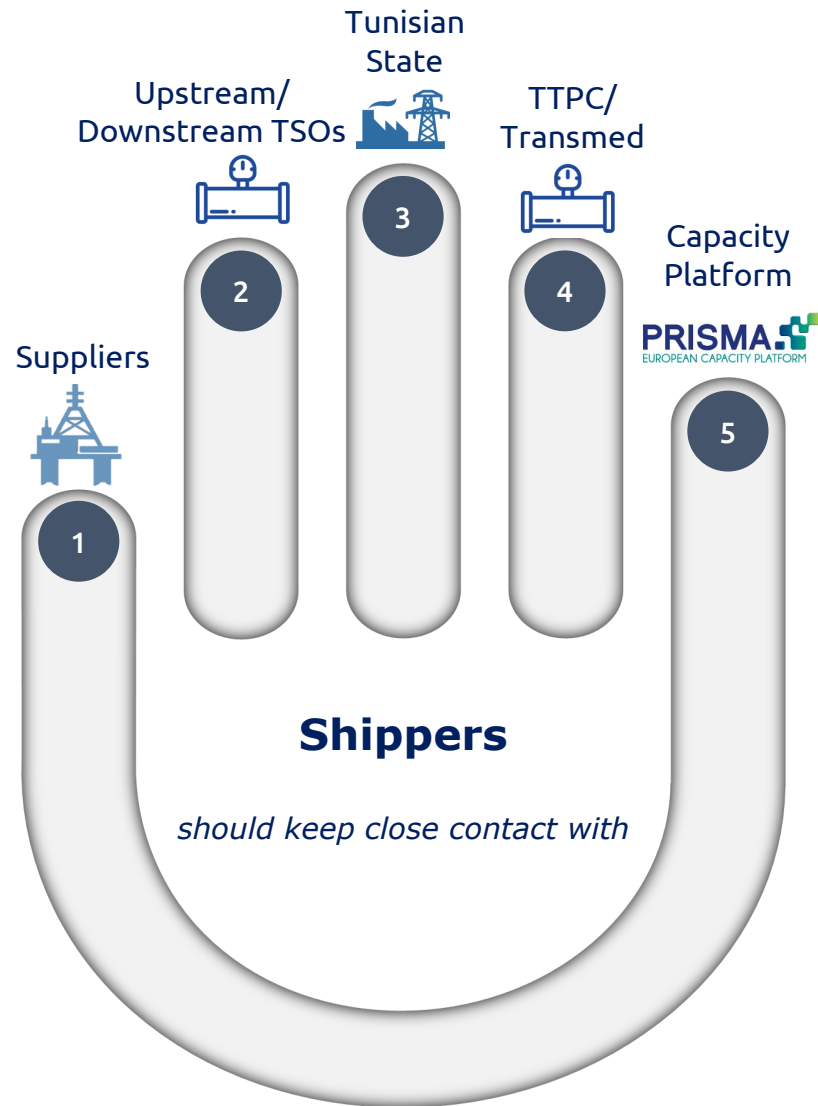 Tunisian
State
Upstream/
Downstream TSOs
TTPC/
Transmed
3
Capacity
Platform
2
4
PRISMA
EUROPEAN CAPACITY PLATFORM
Suppliers
5
1
Shippers
should keep close contact with